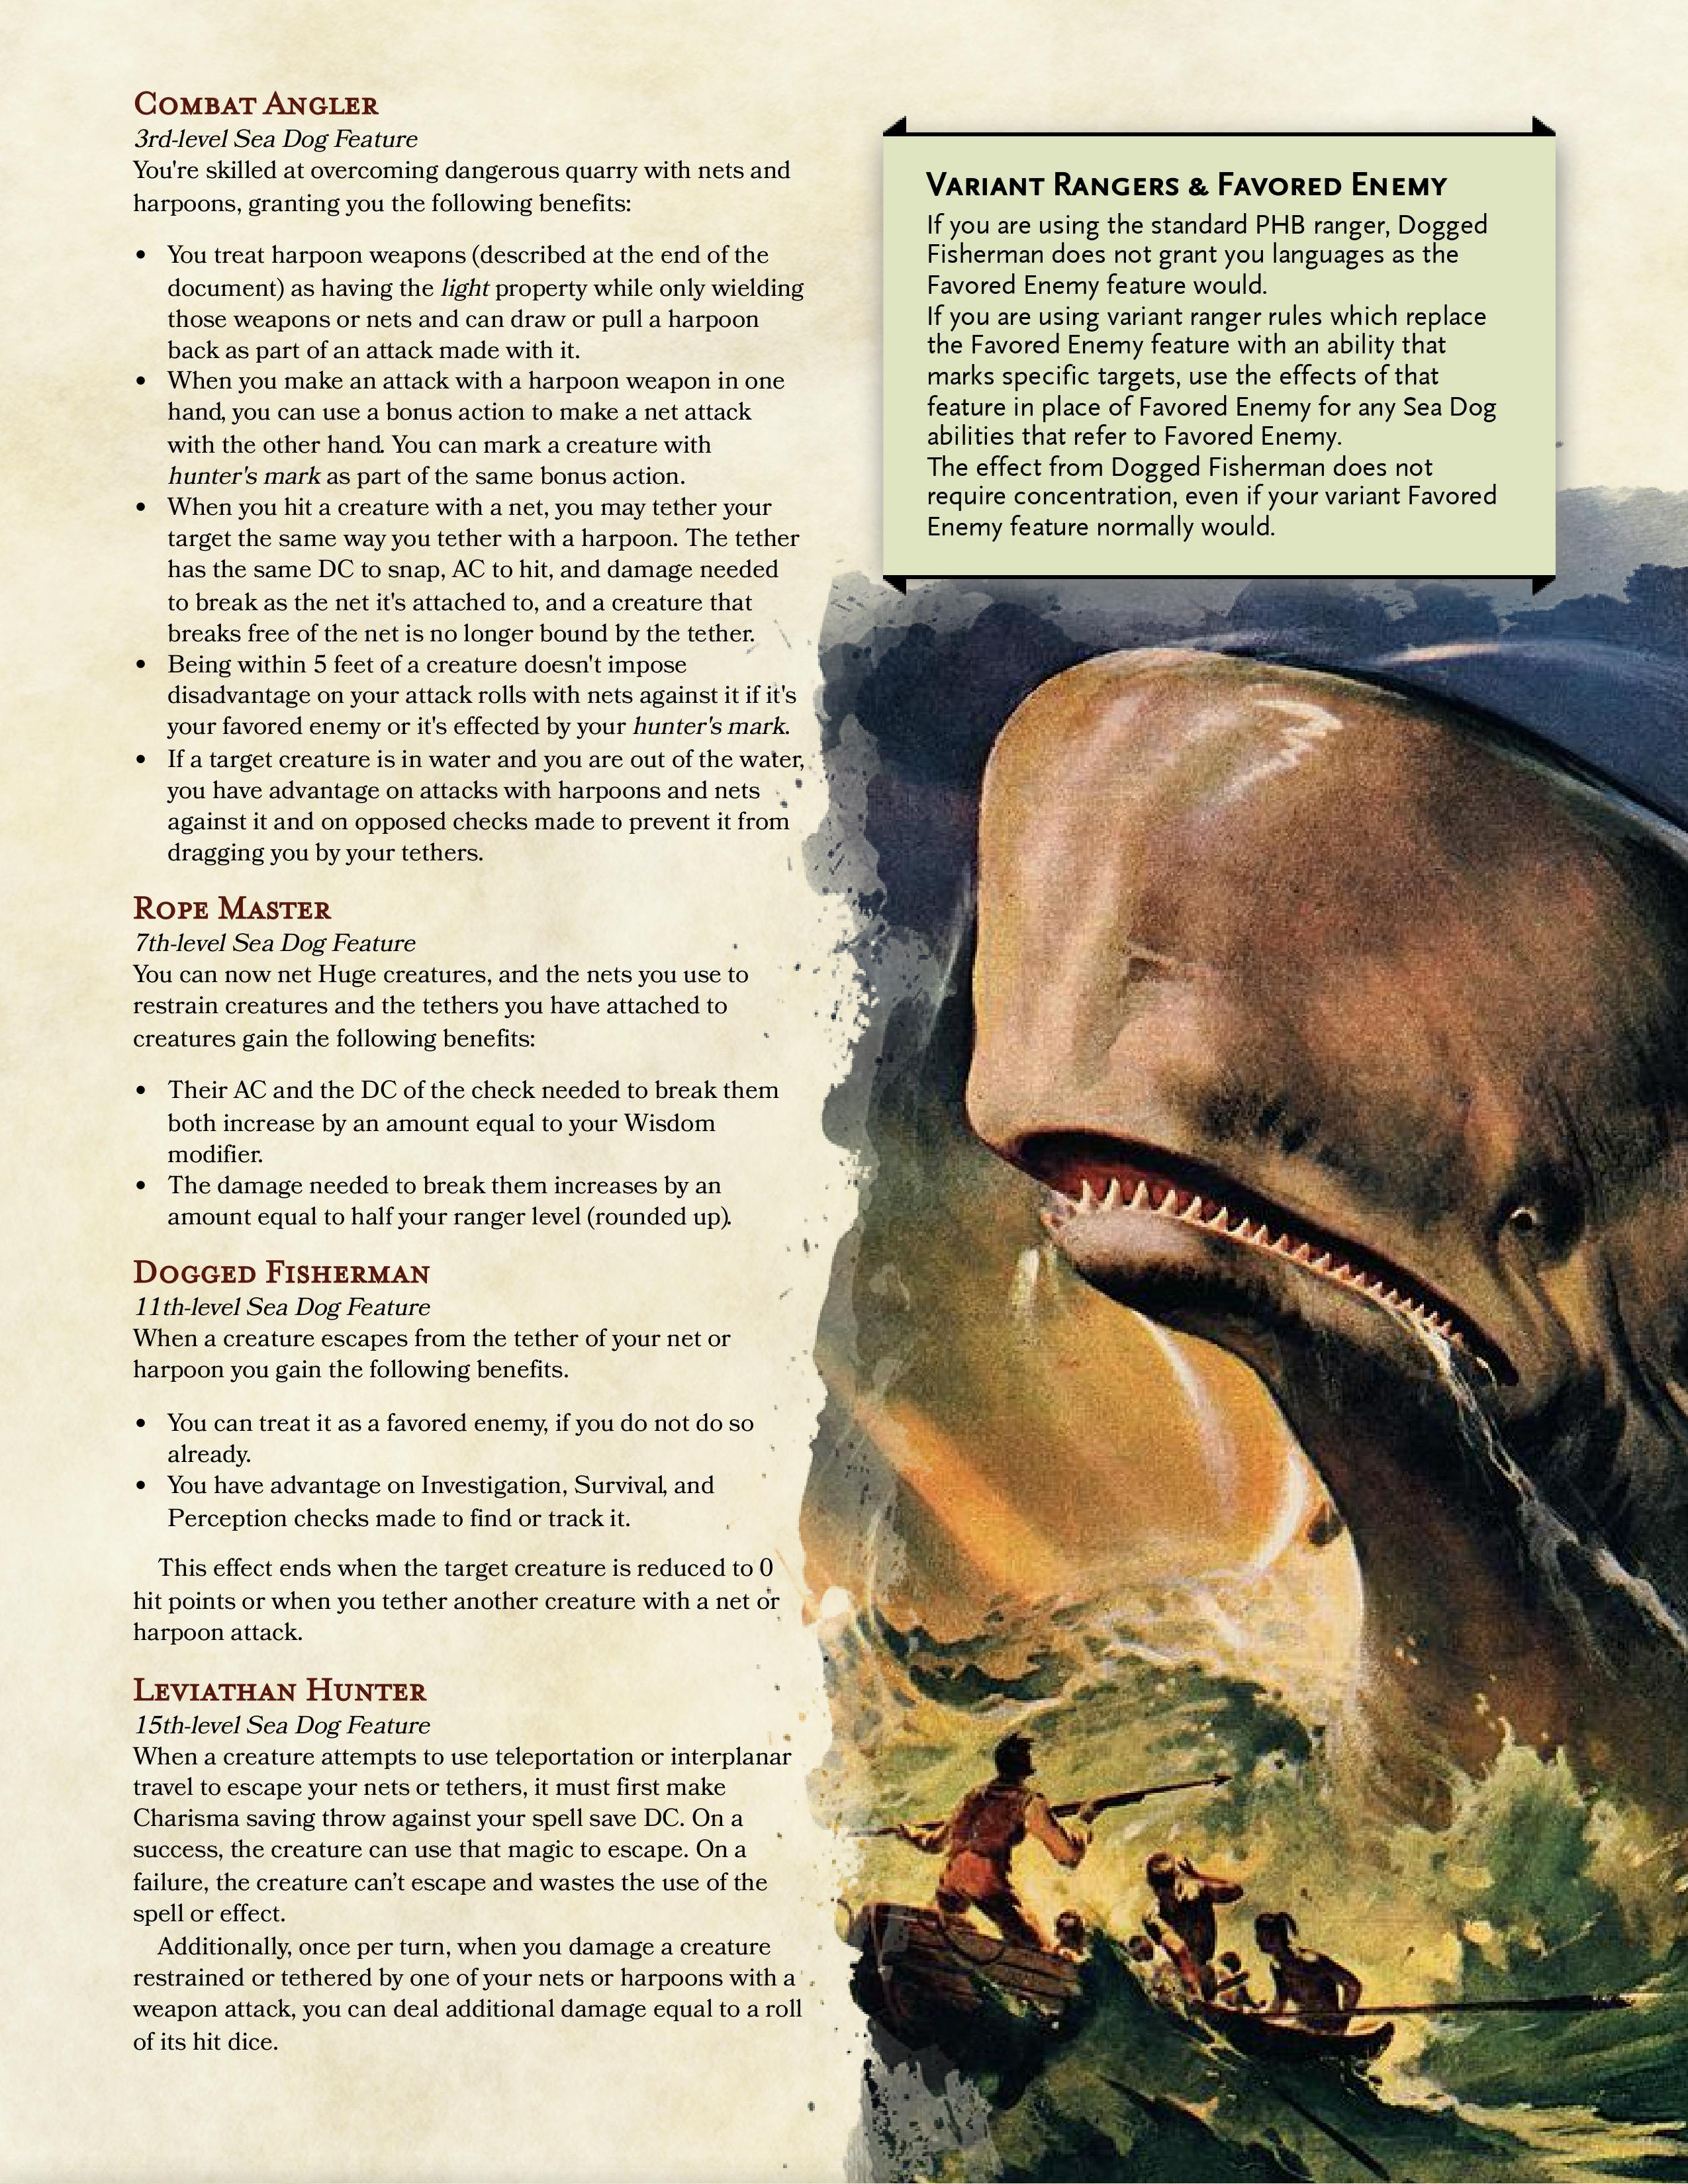 Combat Angler
3rd-level Sea Dog Feature
You're skilled at overcoming dangerous quarry with nets and
harpoons, granting you the following benefits:
• You treat harpoon weapons (described at the end of the
document) as having the light property while only wielding
those weapons or nets and can draw or pull a harpoon
back as part of an attack made with it.
• When you make an attack with a harpoon weapon in one
hand, you can use a bonus action to make a net attack
with the other hand. You can mark a creature with
hunter's mark as part of the same bonus action.
• When you hit a creature with a net, you may tether your
target the same way you tether with a harpoon. The tether
has the same DC to snap, AC to hit, and damage needed
to break as the net it's attached to, and a creature that
breaks free of the net is no longer bound by the tether.
• Being within 5 feet of a creature doesn't impose
disadvantage on your attack rolls with nets against it if it's
your favored enemy or it's effected by your hunter's mark.
• If a target creature is in water and you are out of the water,
you have advantage on attacks with harpoons and nets
against it and on opposed checks made to prevent it from
dragging you by your tethers.
Rope Master
7th-level Sea Dog Feature
You can now net Huge creatures, and the nets you use to
restrain creatures and the tethers you have attached to
creatures gain the following benefits:
• Their AC and the DC of the check needed to break them
both increase by an amount equal to your Wisdom
modifier.
• The damage needed to break them increases by an
amount equal to half your ranger level (rounded up).
Dogged Fisherman
11th-level Sea Dog Feature
When a creature escapes from the tether of your net or
harpoon you gain the following benefits.
• You can treat it as a favored enemy, if you do not do so
already.
• You have advantage on Investigation, Survival, and
Perception checks made to find or track it.
This effect ends when the target creature is reduced to 0
hit points or when you tether another creature with a net or
harpoon attack.
Leviathan Hunter
15th-level Sea Dog Feature
When a creature attempts to use teleportation or interplanar
travel to escape your nets or tethers, it must first make
Charisma saving throw against your spell save DC. On a
success, the creature can use that magic to escape. On a
failure, the creature can’t escape and wastes the use of the
spell or effect.
Additionally, once per turn, when you damage a creature
restrained or tethered by one of your nets or harpoons with a
weapon attack, you can deal additional damage equal to a roll
of its hit dice.
Variant Rangers & Favored Enemy
If you are using the standard PHB ranger, Dogged
Fisherman does not grant you languages as the
Favored Enemy feature would.
If you are using variant ranger rules which replace
the Favored Enemy feature with an ability that
marks specific targets, use the effects of that
feature in place of Favored Enemy for any Sea Dog
abilities that refer to Favored Enemy.
The effect from Dogged Fisherman does not
require concentration, even if your variant Favored
Enemy feature normally would.